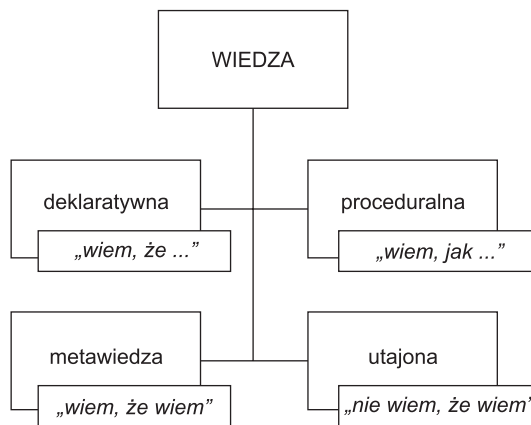 WIEDZA
deklaratywna
„wiem, że ...”
proceduralna
„wiem, jak ...”
metawiedza
„wiem, że wiem”
utajona
„nie wiem, że wiem”